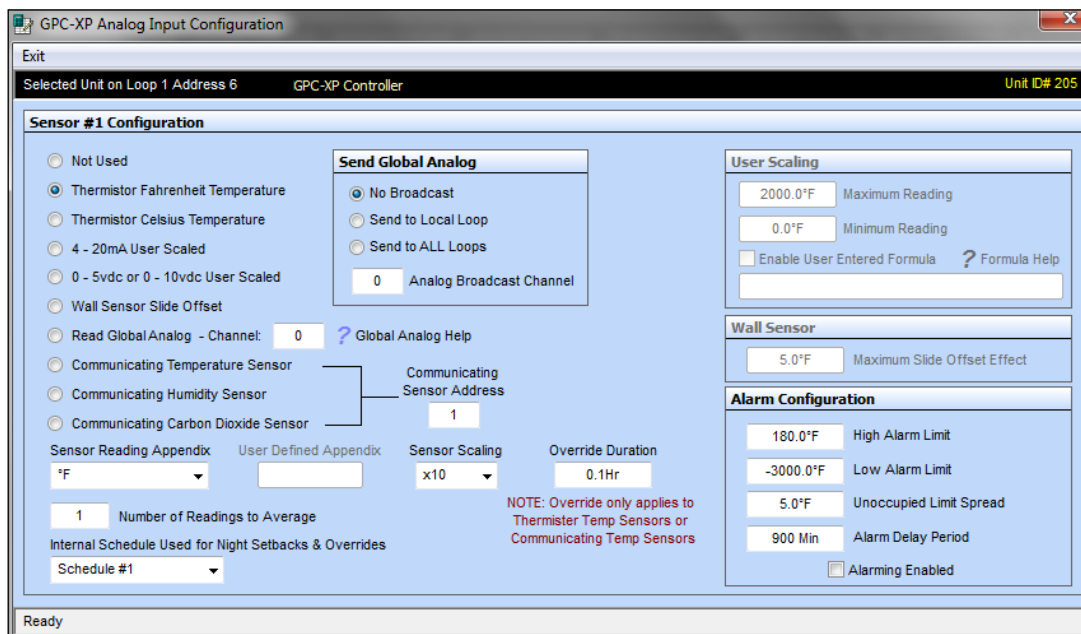 GPC-XP Analog Input Configuration
Exit
Selected Unit on Loop 1 Address 6 GPC-XP Controller Unit ID# 205
Sensor #1 Configuration
Not Used
Thermistor Fahrenheit Temperature
Thermistor Celsius Temperature
4 - 20mA User Scaled
0 - 5vdc or 0 - 10vdc User Scaled
Wall Sensor Slide Offset
Read Global Analog - Channel: 0 ? Global Analog Help
Communicating Temperature Sensor
Communicating Humidity Sensor
Communicating Carbon Dioxide Sensor
Communicating
Sensor Address
1
Send Global Analog
No Broadcast
Send to Local Loop
Send to ALL Loops
0 Analog Broadcast Channel
Sensor Reading Appendix User Defined Appendix Sensor Scaling Override Duration
°F x10 0.1Hr
1 Number of Readings to Average
NOTE: Override only applies to
Thermister Temp Sensors or
Communicating Temp Sensors
Internal Schedule Used for Night Setbacks & Overrides
Schedule #1
User Scaling
2000.0°F Maximum Reading
0.0°F Minimum Reading
Enable User Entered Formula ? Formula Help
Wall Sensor
5.0°F Maximum Slide Offset Effect
Alarm Configuration
180.0°F High Alarm Limit
-3000.0°F Low Alarm Limit
5.0°F Unoccupied Limit Spread
900 Min Alarm Delay Period
Alarming Enabled
Ready